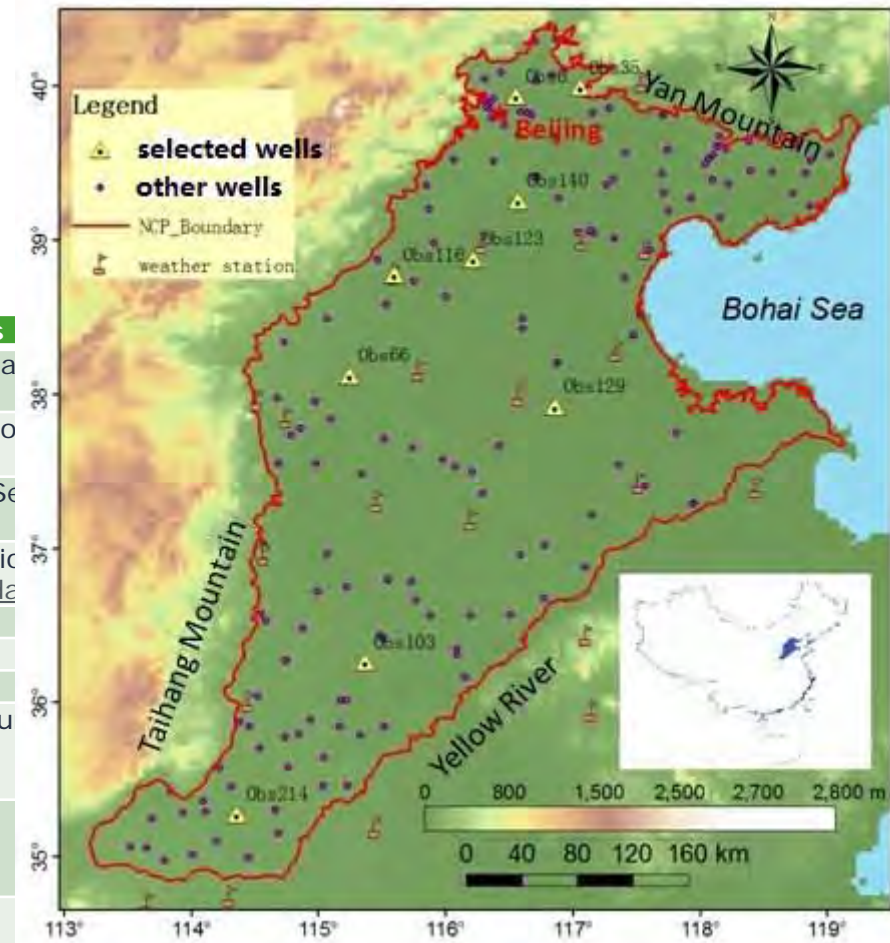 Legend
selected wells
other wells
NCP_Boundary
weather station
40°
39°
38°
37°
36°
35°
Obs35
Yan Mountain
Beijing
Obs140
Obs123
Obs116
Bohai Sea
Obs66
Obs129
Taihang Mountain
Obs103
Yellow River
Obs214
0 800 1,500 2,500 2,700 2,800 m
0 40 80 120 160 km
113° 114° 115° 116° 117° 118° 119°